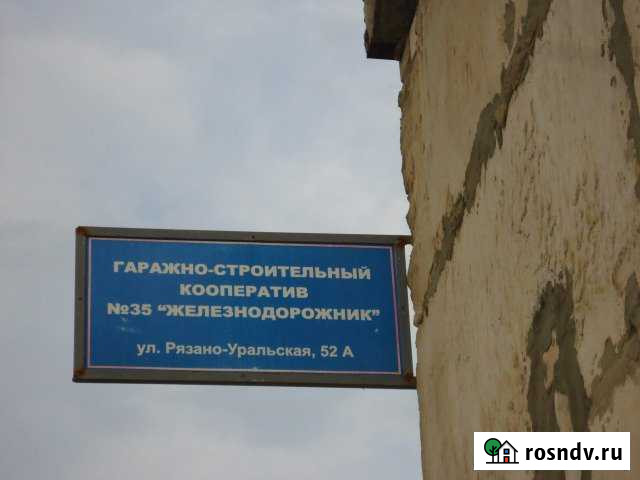 ГАРАЖНО-СТРОИТЕЛЬНЫЙ
КООПЕРАТИВ
№35 “ЖЕЛЕЗНОДОРОЖНИК”
ул. Рязано-Уральская, 52 А
rosndv.ru